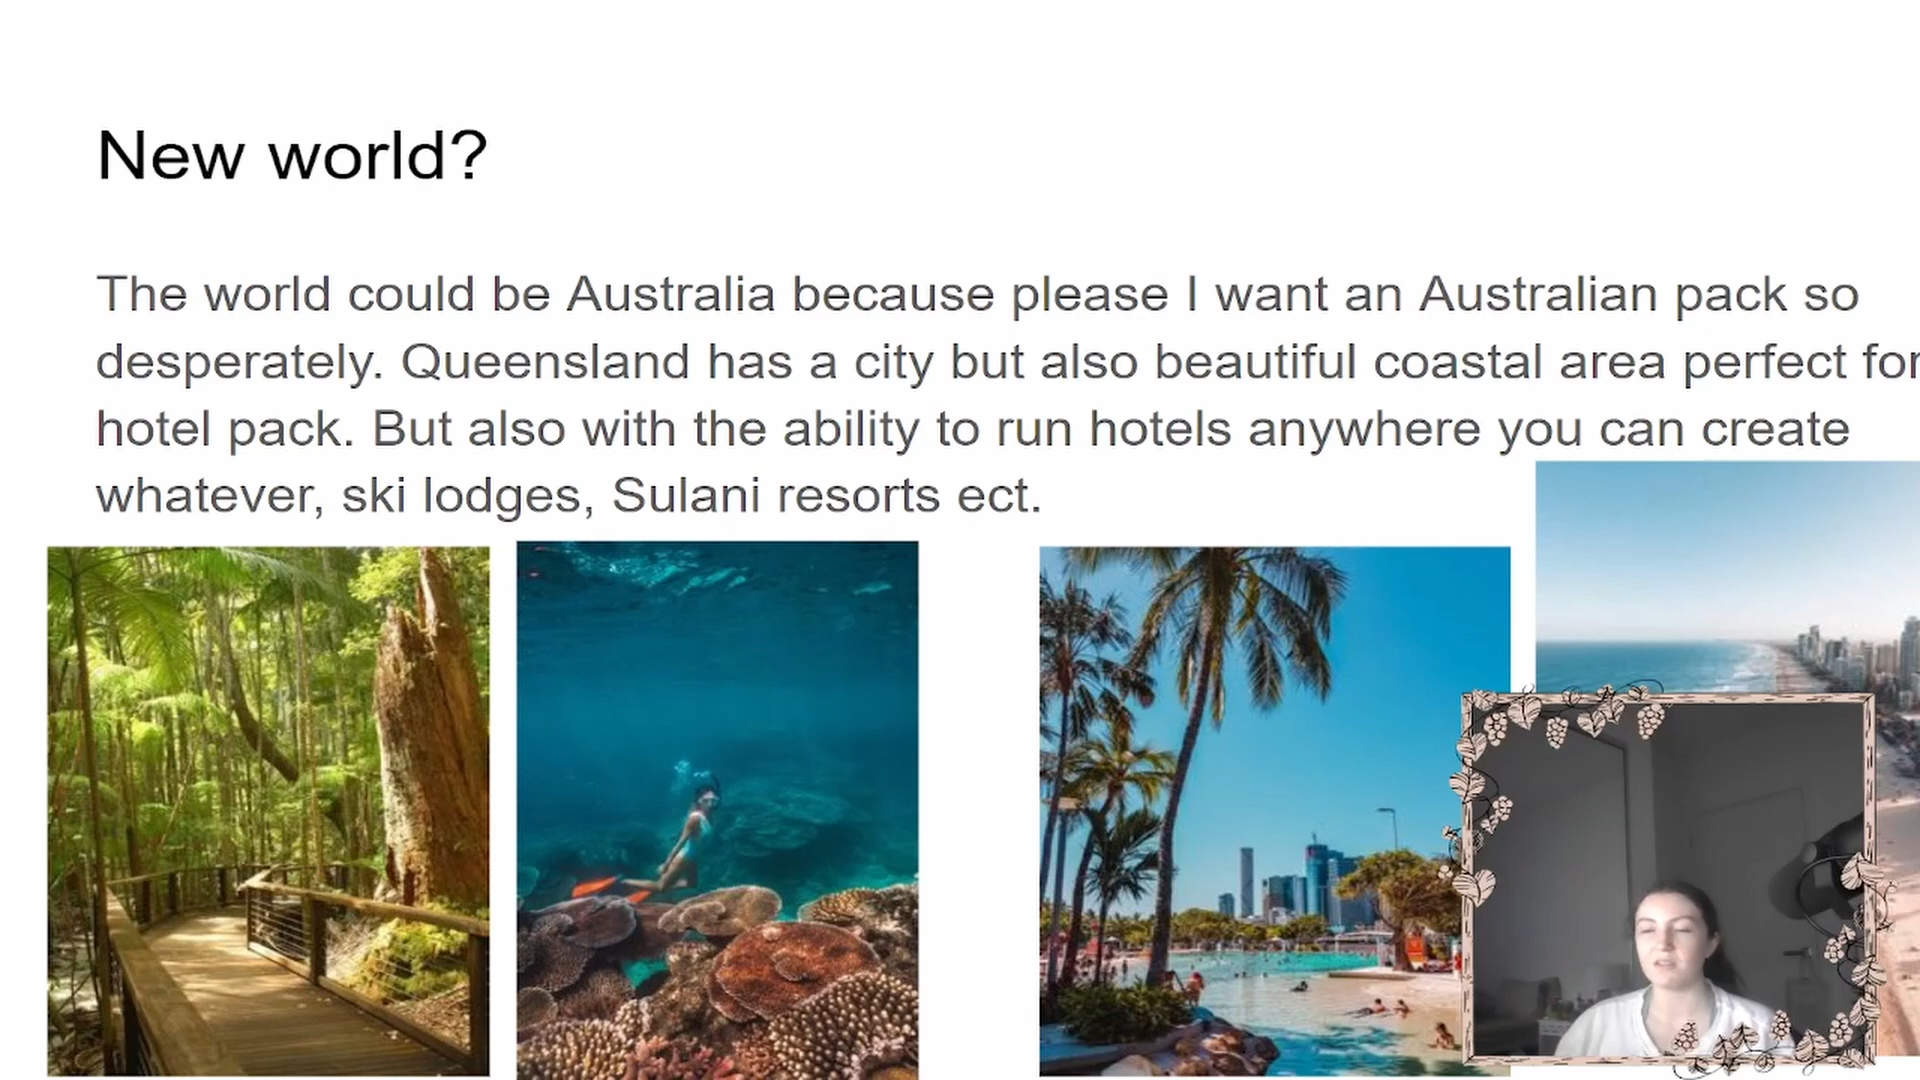 New world?
The world could be Australia because please I want an Australian pack so
desperately. Queensland has a city but also beautiful coastal area perfect for
hotel pack. But also with the ability to run hotels anywhere you can create
whatever, ski lodges, Sulani resorts ect.